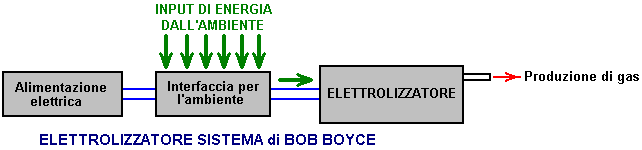 INPUT DI ENERGIA
DALL'AMBIENTE
Alimentazione
elettrica
Interfaccia per
l'ambiente
ELETTROLIZZATORE
Produzione di gas
ELETTROLIZZATORE SISTEMA di BOB BOYCE